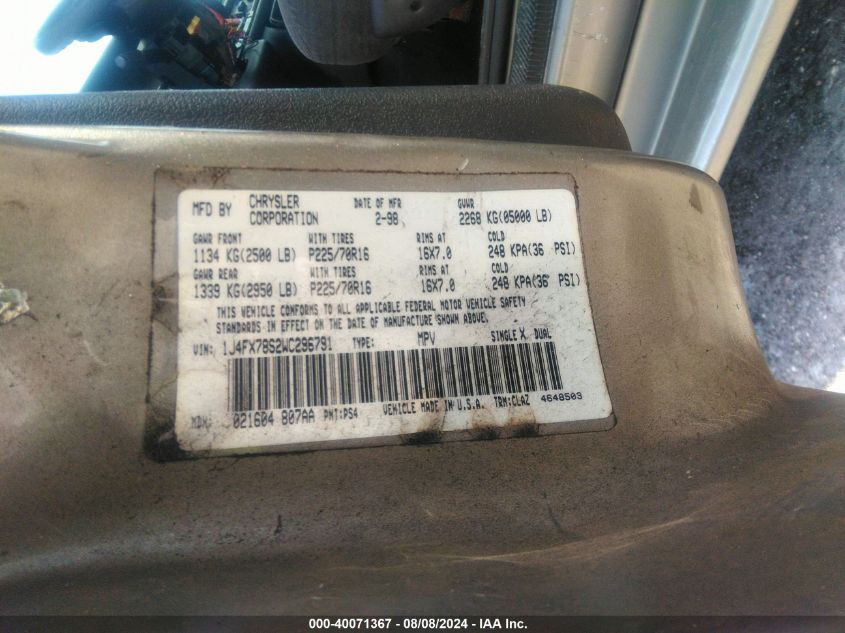 MFD BY CHRYSLER CORPORATION DATE OF MFR 2-98 GVWR 2268 KG(05000 LB)
GAWR FRONT WITH TIRES RIMS AT COLD
1134 KG(2500 LB) P225/70R16 16X7.0 248 KPA(36 PSI)
GAWR REAR WITH TIRES RIMS AT COLD
1339 KG(2950 LB) P225/70R16 16X7.0 248 KPA(36 PSI)
THIS VEHICLE CONFORMS TO ALL APPLICABLE FEDERAL MOTOR VEHICLE SAFETY
STANDARDS IN EFFECT ON THE DATE OF MANUFACTURE SHOWN ABOVE.
VIN: 1J4FX78S2WC296791 TYPE: MPV SINGLE X DUAL
MDH: 021604 807AA PNT:PS4 VEHICLE MADE IN U.S.A. TRM:CLAZ 4648503
000-40071367 - 08/08/2024 - IAA Inc.